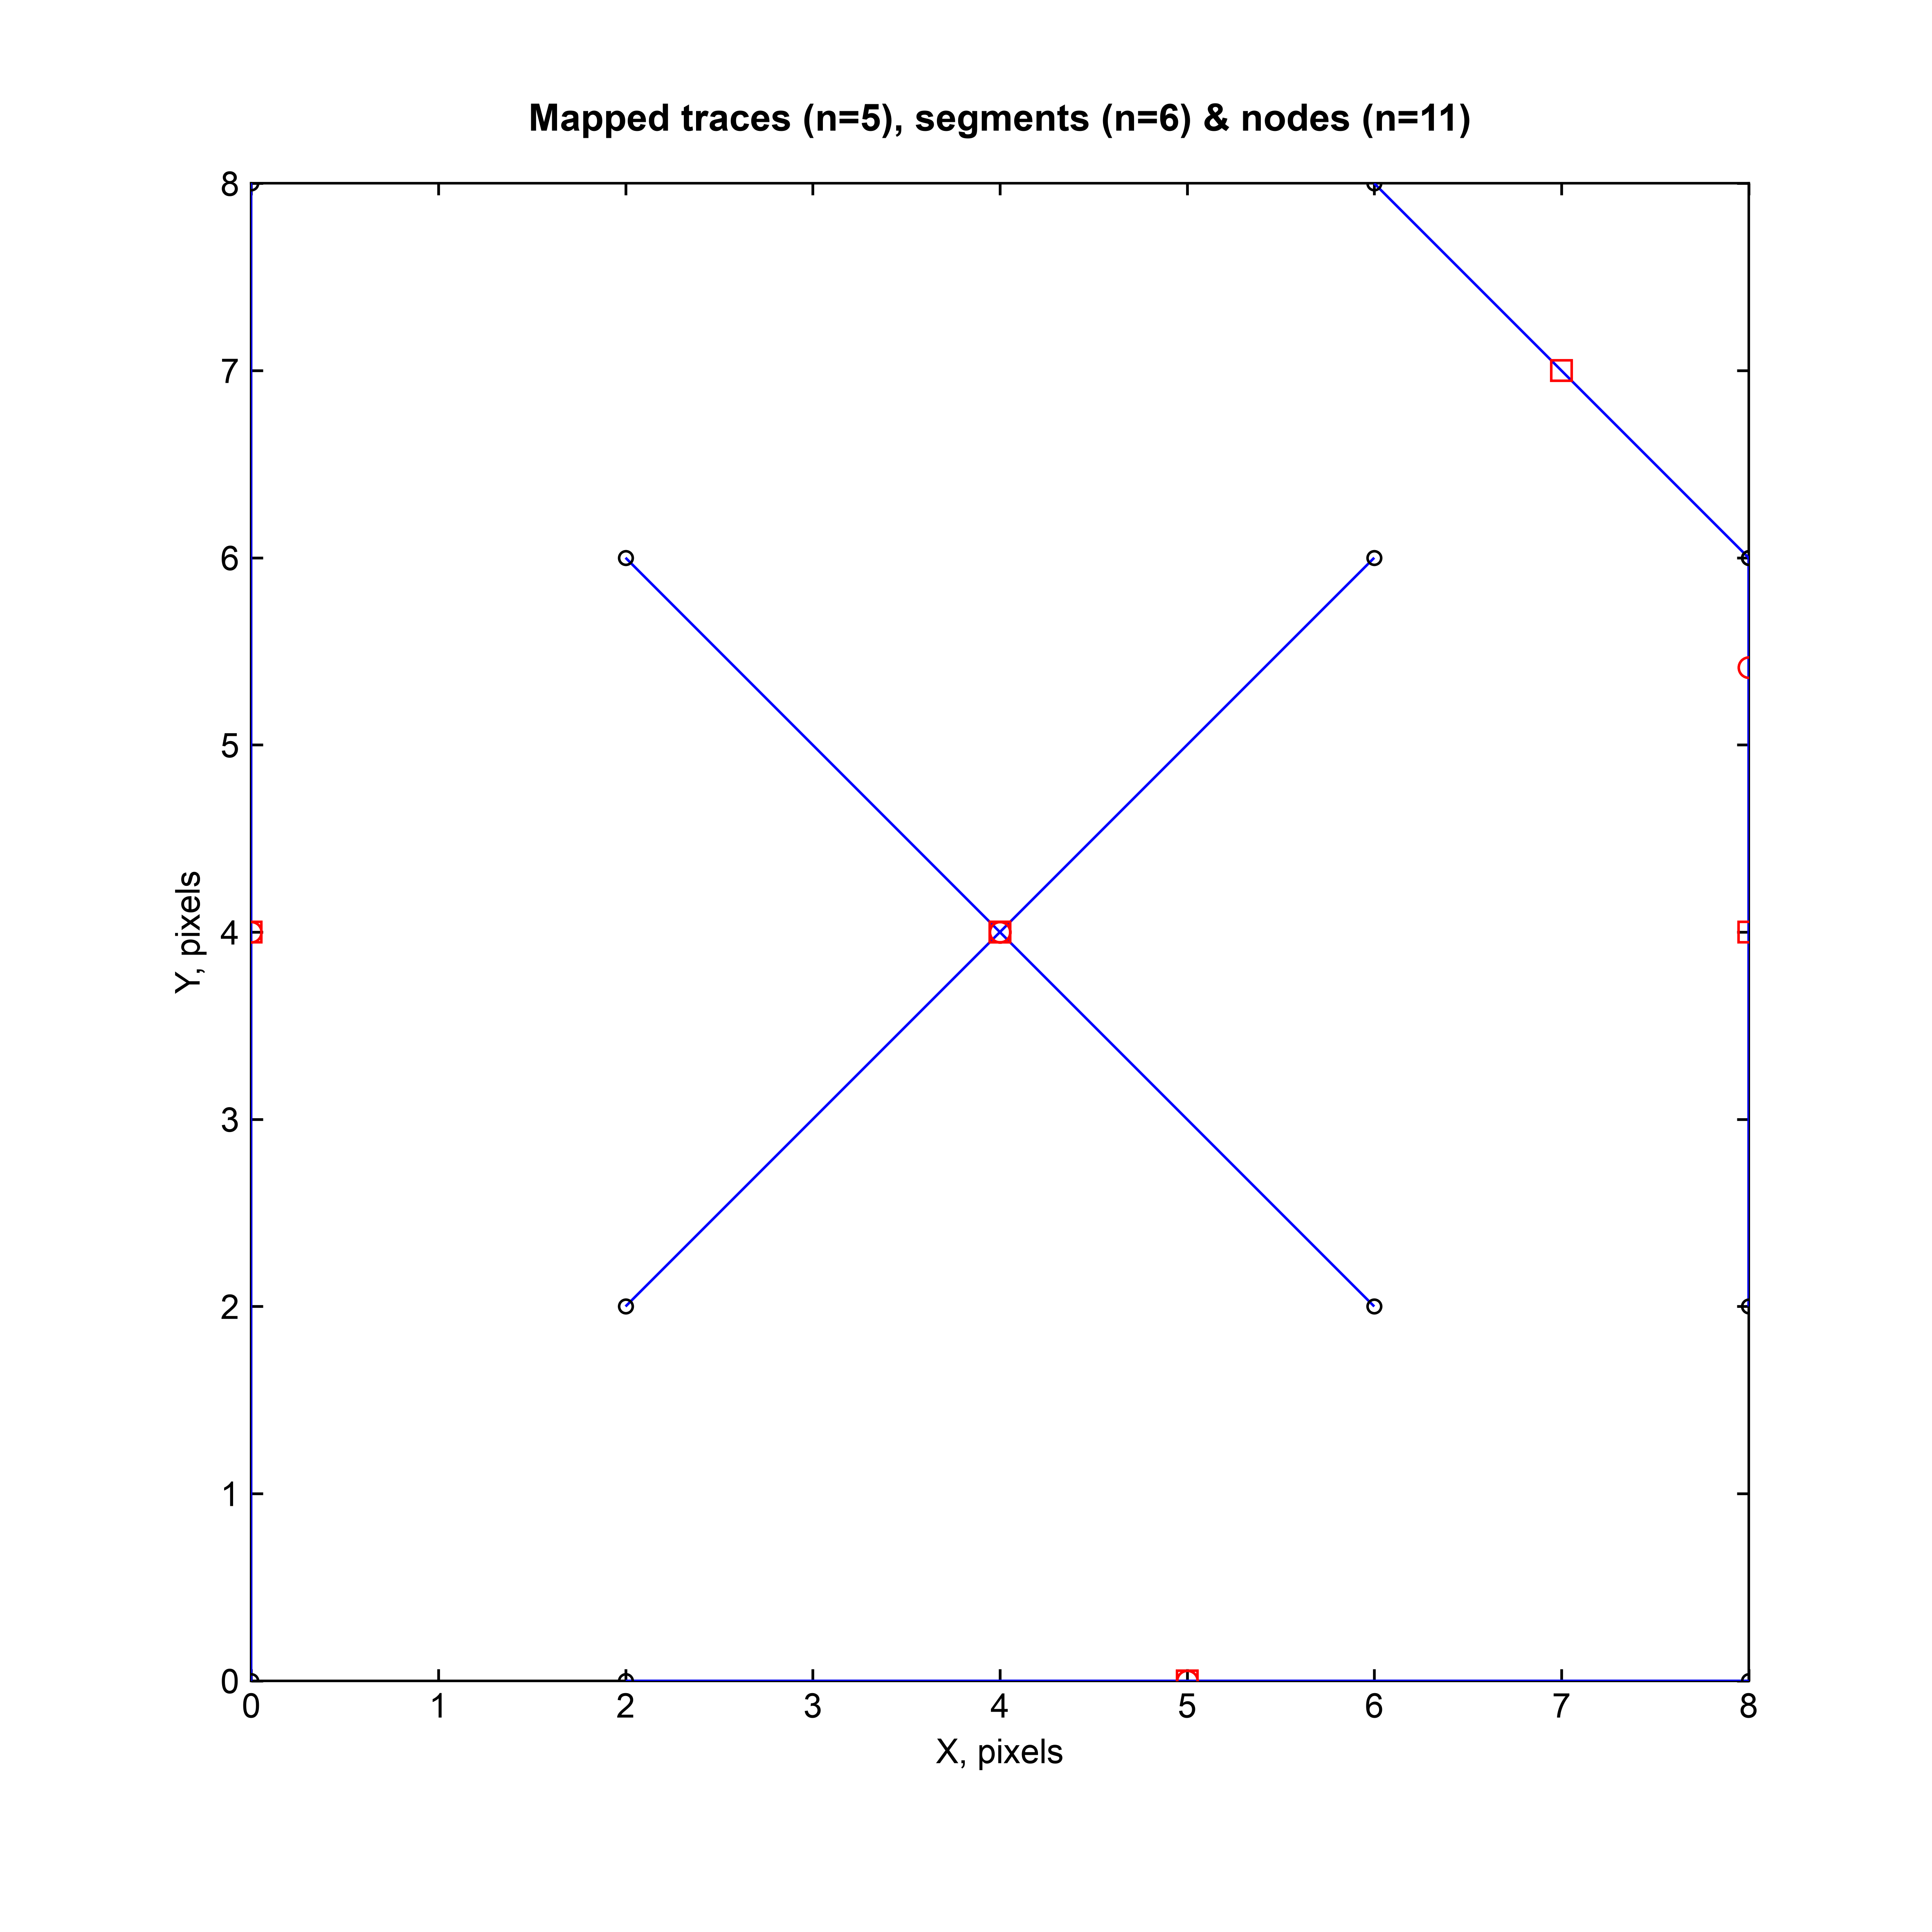 Mapped traces (n=5), segments (n=6) & nodes (n=11)
8
7
6
5
4
3
2
1
0
Y, pixels
0 1 2 3 4 5 6 7 8
X, pixels